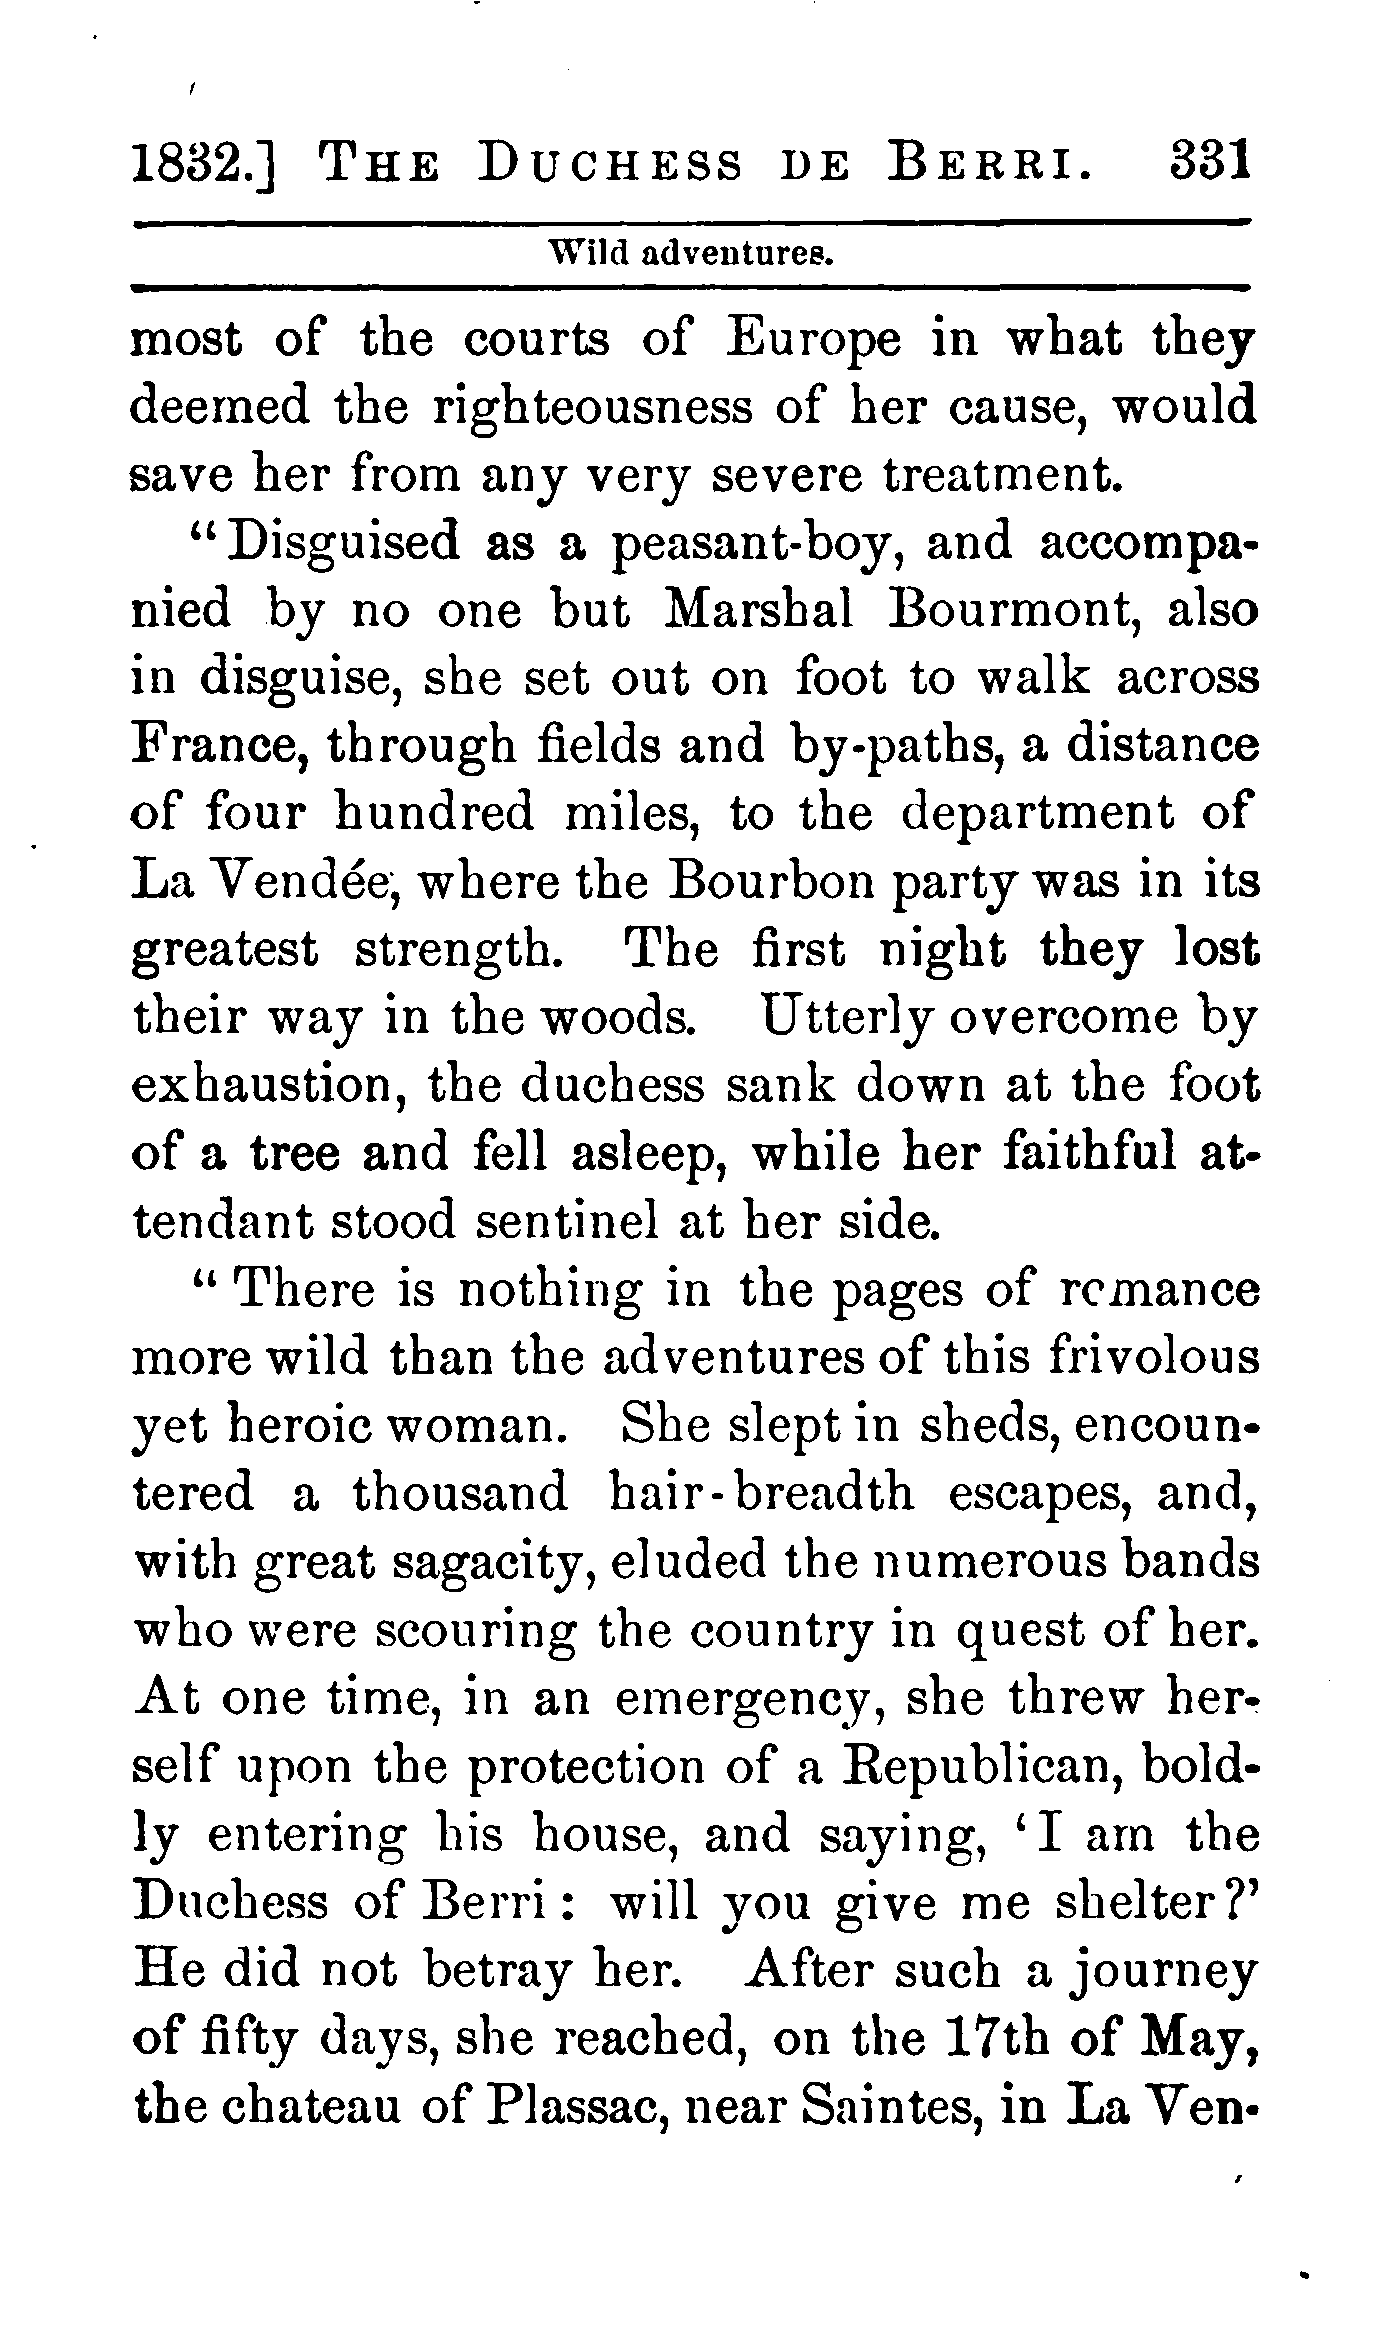 1832.] THE DUCHESS DE BERRI. 331
Wild adventures.
most of the courts of Europe in what they
deemed the righteousness of her cause, would
save her from any very severe treatment.
"Disguised as a peasant-boy, and accompa-
nied by no one but Marshal Bourmont, also
in disguise, she set out on foot to walk across
France, through fields and by-paths, a distance
of four hundred miles, to the department of
La Vendée, where the Bourbon party was in its
greatest strength. The first night they lost
their way in the woods. Utterly overcome by
exhaustion, the duchess sank down at the foot
of a tree and fell asleep, while her faithful at-
tendant stood sentinel at her side.
"There is nothing in the pages of romance
more wild than the adventures of this frivolous
yet heroic woman. She slept in sheds, encoun-
tered a thousand hair-breadth escapes, and,
with great sagacity, eluded the numerous bands
who were scouring the country in quest of her.
At one time, in an emergency, she threw her-
self upon the protection of a Republican, bold-
ly entering his house, and saying, 'I am the
Duchess of Berri: will you give me shelter?'
He did not betray her. After such a journey
of fifty days, she reached, on the 17th of May,
the chateau of Plassac, near Saintes, in La Ven-